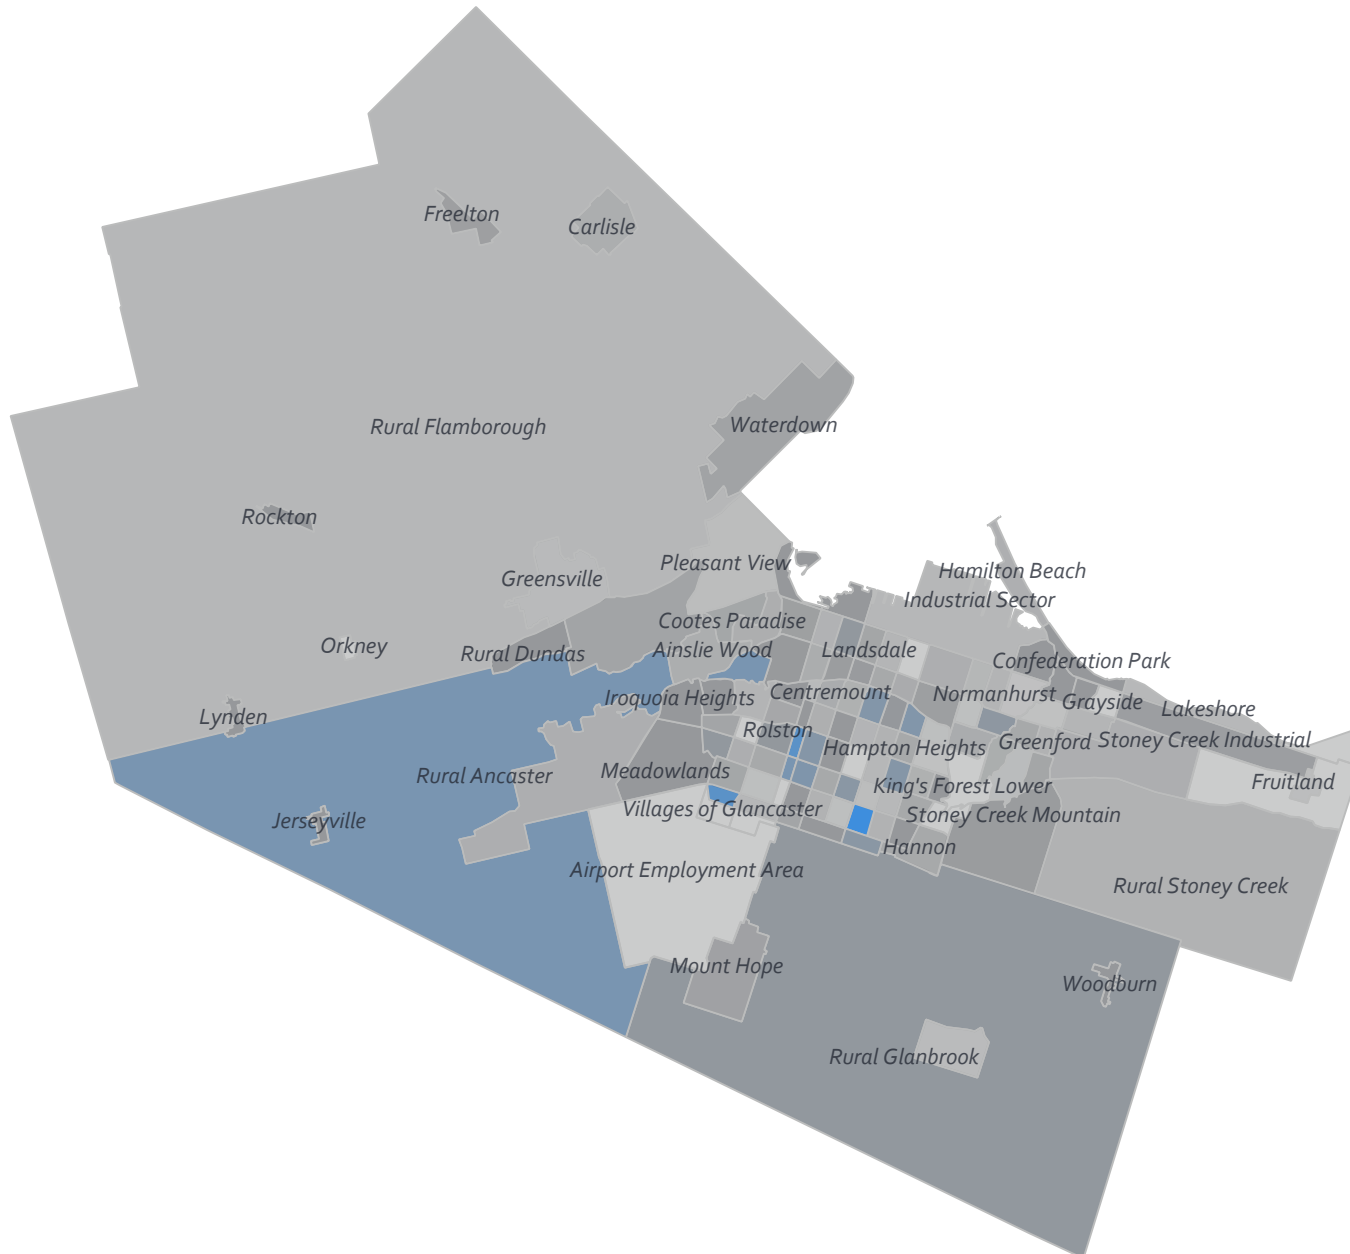 Freelton
Carlisle
Rural Flamborough
Waterdown
Rockton
Pleasant View
Greensville
Hamilton Beach
Industrial Sector
Cootes Paradise
Orkney
Rural Dundas
Ainslie Wood
Landsdale
Confederation Park
Lynden
Iroquoia Heights
Centremount
Normanhurst
Grayside
Lakeshore
Rolston
Hampton Heights
Greenford
Stoney Creek Industrial
Rural Ancaster
Meadowlands
King's Forest Lower
Fruitland
Jerseyville
Villages of Glancaster
Stoney Creek Mountain
Hannon
Airport Employment Area
Rural Stoney Creek
Mount Hope
Woodburn
Rural Glanbrook